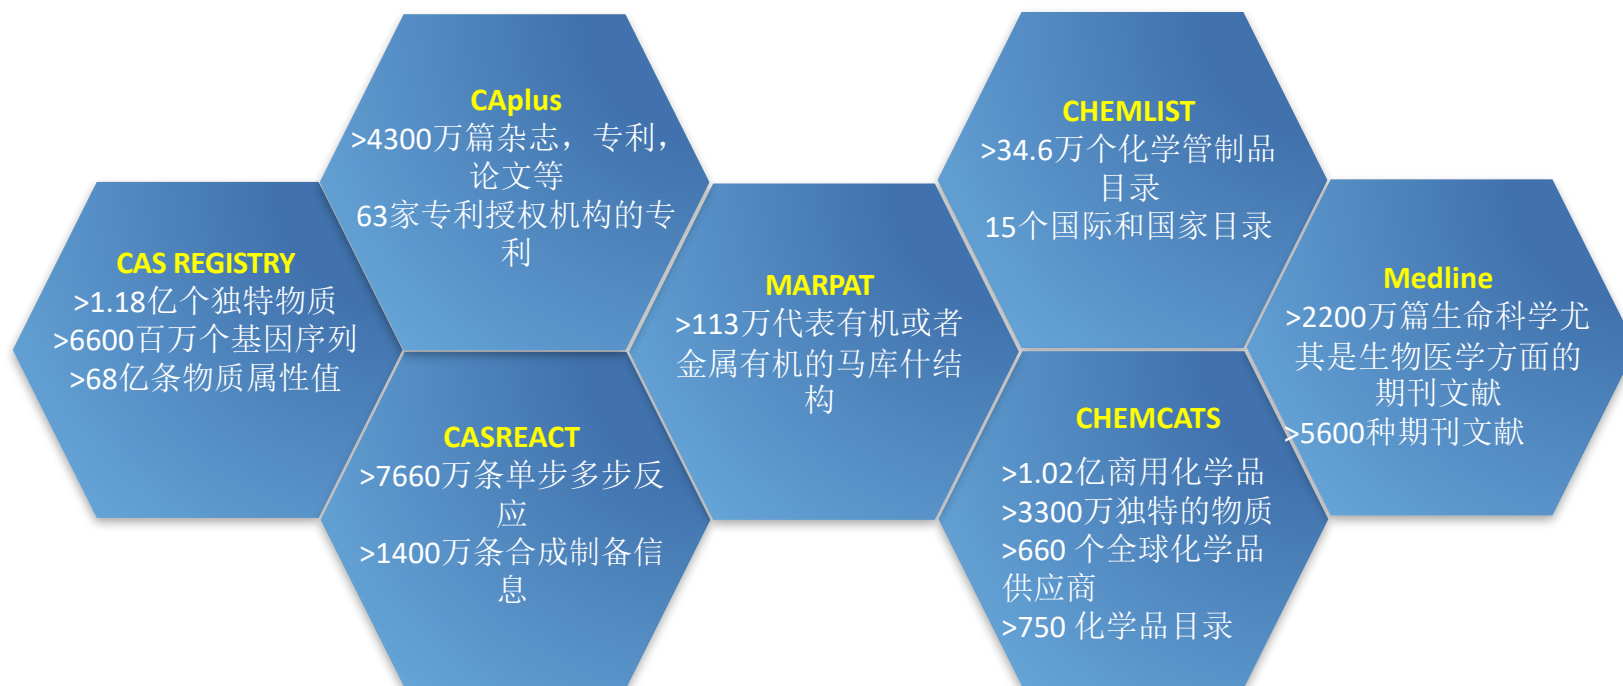 CAS REGISTRY
>1.18亿个独特物质
>6600百万个基因序列
>68亿条物质属性值
CAplus
>4300万篇杂志，专利，
论文等
63家专利授权机构的专
利
CASREACT
>7660万条单步多步反
应
>1400万条合成制备信
息
MARPAT
>113万代表有机或者
金属有机的马库什结
构
CHEMLIST
>34.6万个化学管制品
目录
15个国际和国家目录
CHEMCATS
>1.02亿商用化学品
>3300万独特的物质
>660 个全球化学品
供应商
>750 化学品目录
Medline
>2200万篇生命科学尤
其是生物医学方面的
期刊文献
>5600种期刊文献